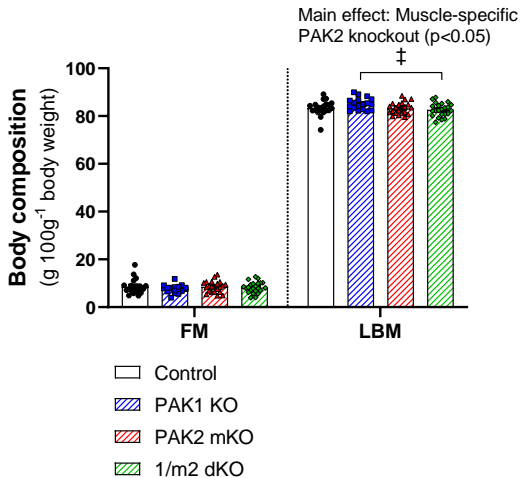 Main effect: Muscle-specific
PAK2 knockout (p<0.05)
‡
Body composition
(g 100g⁻¹ body weight)
100
80
60
40
20
0
FM
LBM
Control
PAK1 KO
PAK2 mKO
1/m2 dKO